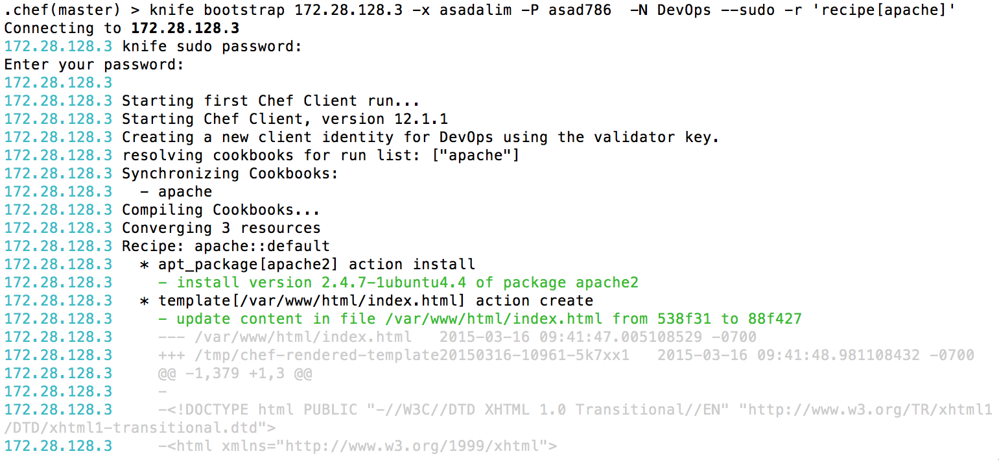 .chef(master) > knife bootstrap 172.28.128.3 -x asadalim -P asad786  -N DevOps --sudo -r 'recipe[apache]'
Connecting to 172.28.128.3
172.28.128.3 knife sudo password:
Enter your password:
172.28.128.3
172.28.128.3 Starting first Chef Client run...
172.28.128.3 Starting Chef Client, version 12.1.1
172.28.128.3 Creating a new client identity for DevOps using the validator key.
172.28.128.3 resolving cookbooks for run list: ["apache"]
172.28.128.3 Synchronizing Cookbooks:
172.28.128.3   - apache
172.28.128.3 Compiling Cookbooks...
172.28.128.3 Converging 3 resources
172.28.128.3 Recipe: apache::default
172.28.128.3   * apt_package[apache2] action install
172.28.128.3     - install version 2.4.7-1ubuntu4.4 of package apache2
172.28.128.3   * template[/var/www/html/index.html] action create
172.28.128.3     - update content in file /var/www/html/index.html from 538f31 to 88f427
172.28.128.3     --- /var/www/html/index.html   2015-03-16 09:41:47.005108529 -0700
172.28.128.3     +++ /tmp/chef-rendered-template20150316-10961-5k7xx1   2015-03-16 09:41:48.981108432 -0700
172.28.128.3     @@ -1,379 +1,3 @@
172.28.128.3     -
172.28.128.3     -<!DOCTYPE html PUBLIC "-//W3C//DTD XHTML 1.0 Transitional//EN" "http://www.w3.org/TR/xhtml1
/DTD/xhtml1-transitional.dtd">
172.28.128.3     -<html xmlns="http://www.w3.org/1999/xhtml">